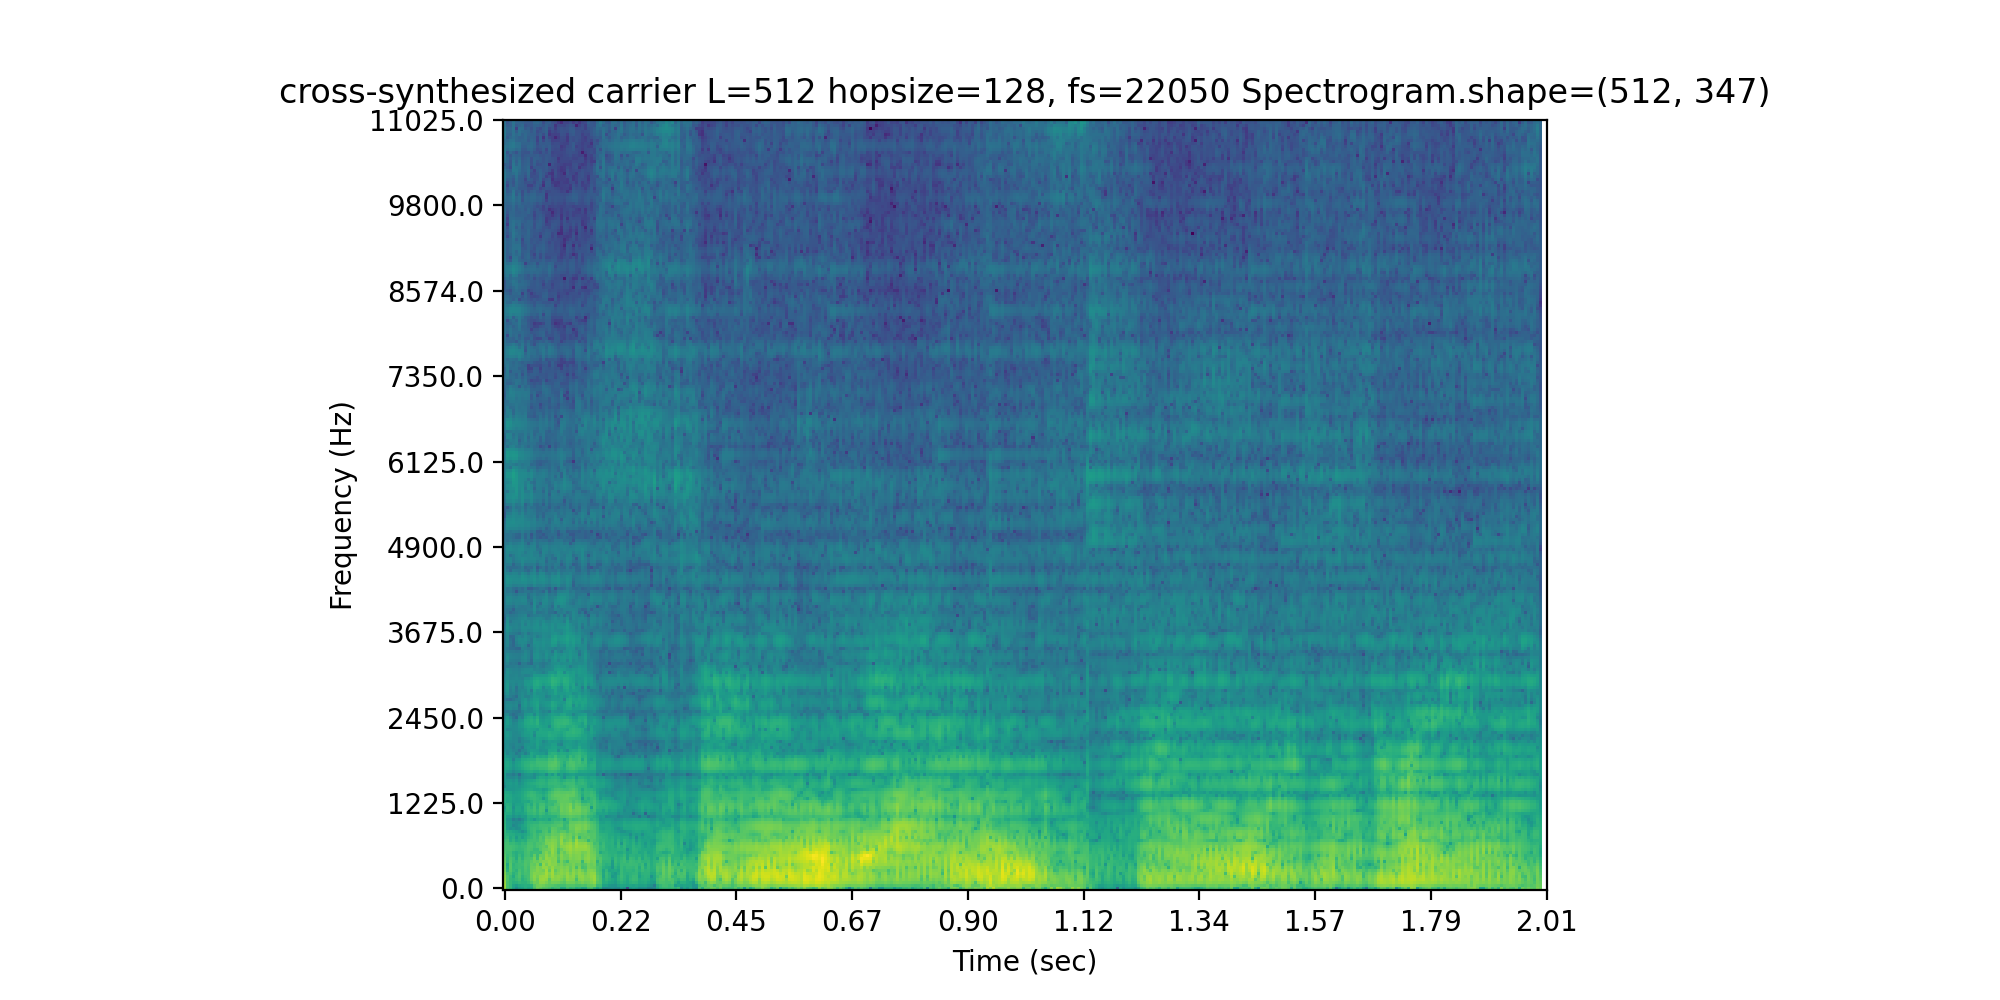 cross-synthesized carrier L=512 hopsize=128, fs=22050 Spectrogram.shape=(512, 347)
11025.0
9800.0
8574.0
7350.0
6125.0
4900.0
3675.0
2450.0
1225.0
0.0
Frequency (Hz)
0.00 0.22 0.45 0.67 0.90 1.12 1.34 1.57 1.79 2.01
Time (sec)